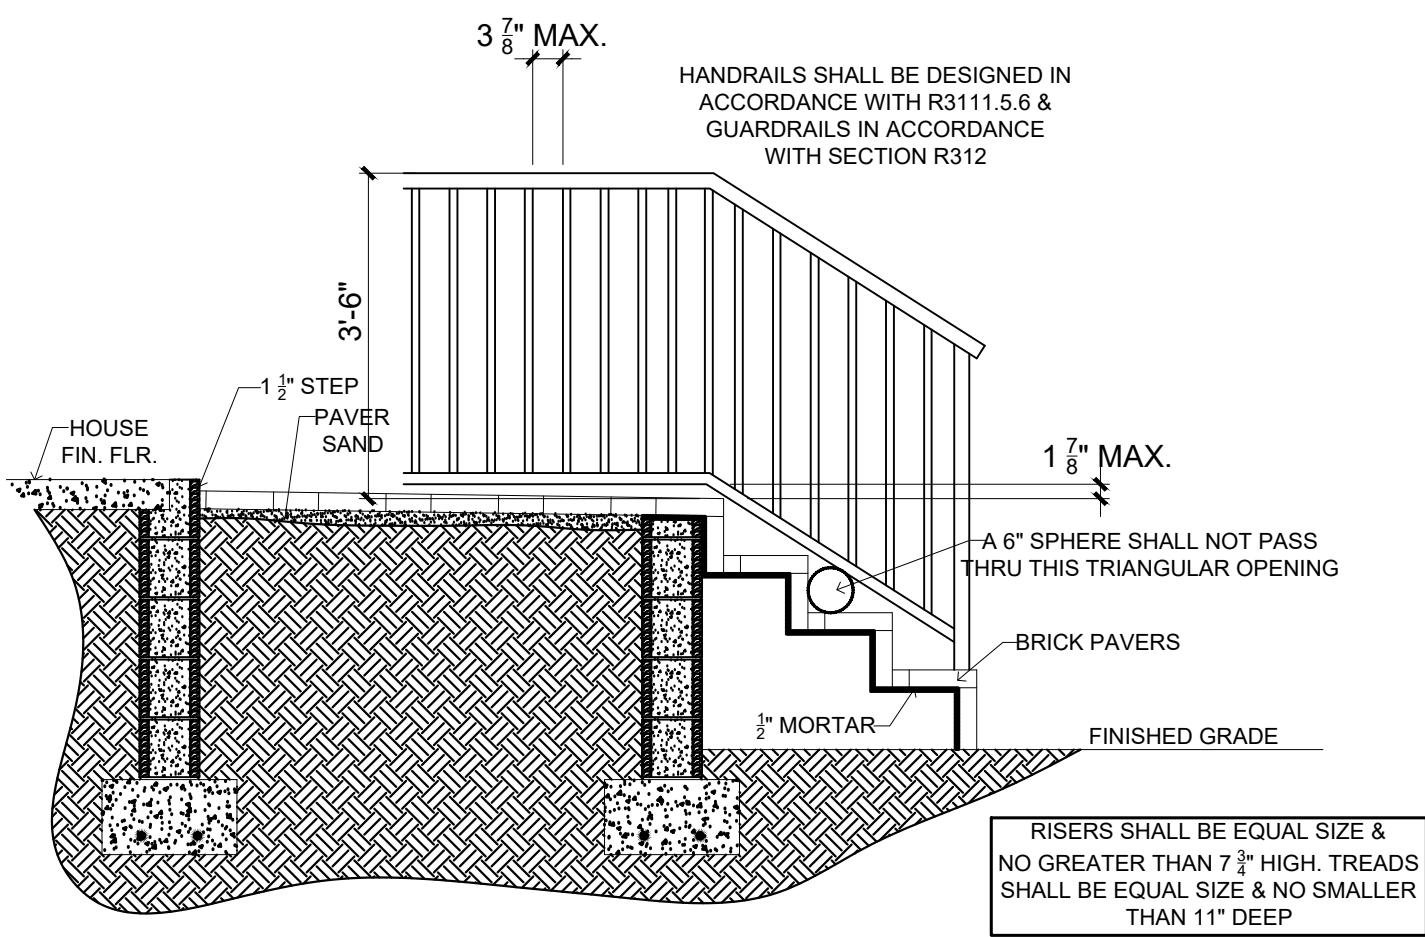 3 7/8" MAX.
HANDRAILS SHALL BE DESIGNED IN
ACCORDANCE WITH R3111.5.6 &
GUARDRAILS IN ACCORDANCE
WITH SECTION R312
3'-6"
1 1/2" STEP
PAVER
SAND
HOUSE
FIN. FLR.
1 7/8" MAX.
A 6" SPHERE SHALL NOT PASS
THRU THIS TRIANGULAR OPENING
BRICK PAVERS
1/2" MORTAR
FINISHED GRADE
RISERS SHALL BE EQUAL SIZE &
NO GREATER THAN 7 3/4" HIGH. TREADS
SHALL BE EQUAL SIZE & NO SMALLER
THAN 11" DEEP